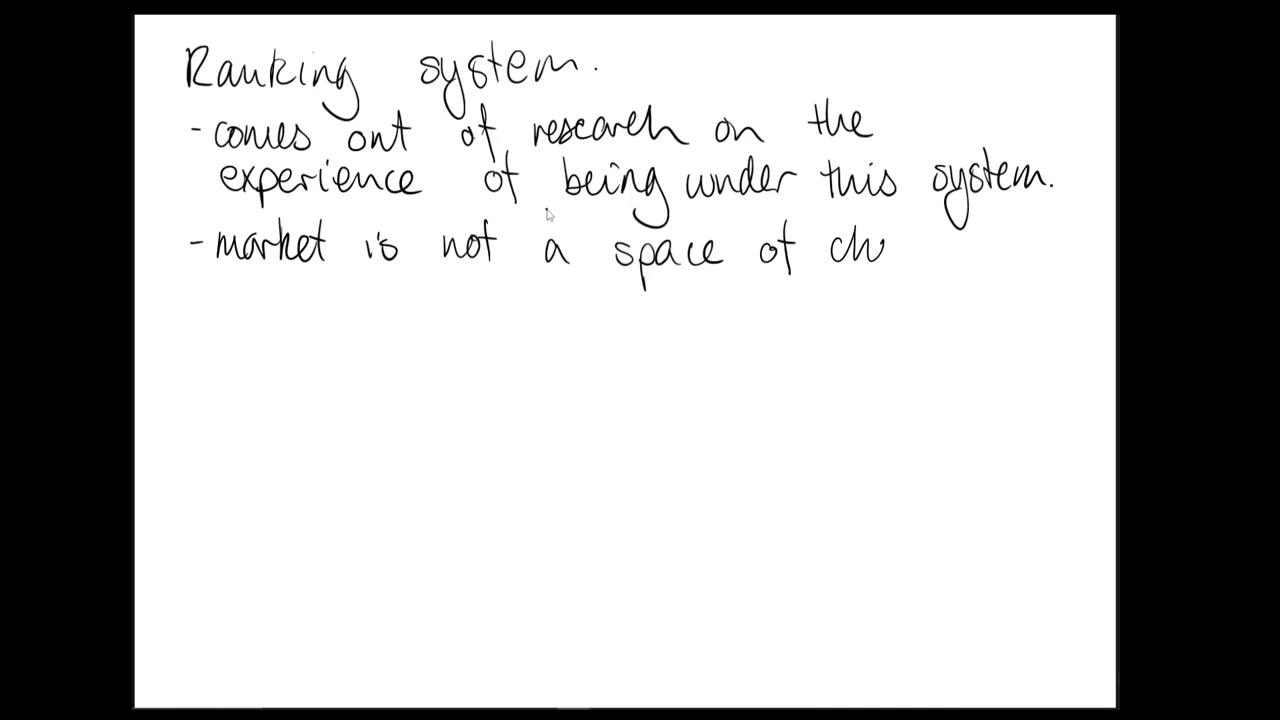 Ranking system.
- comes out of research on the
experience of being under this system.
- market is not a space of